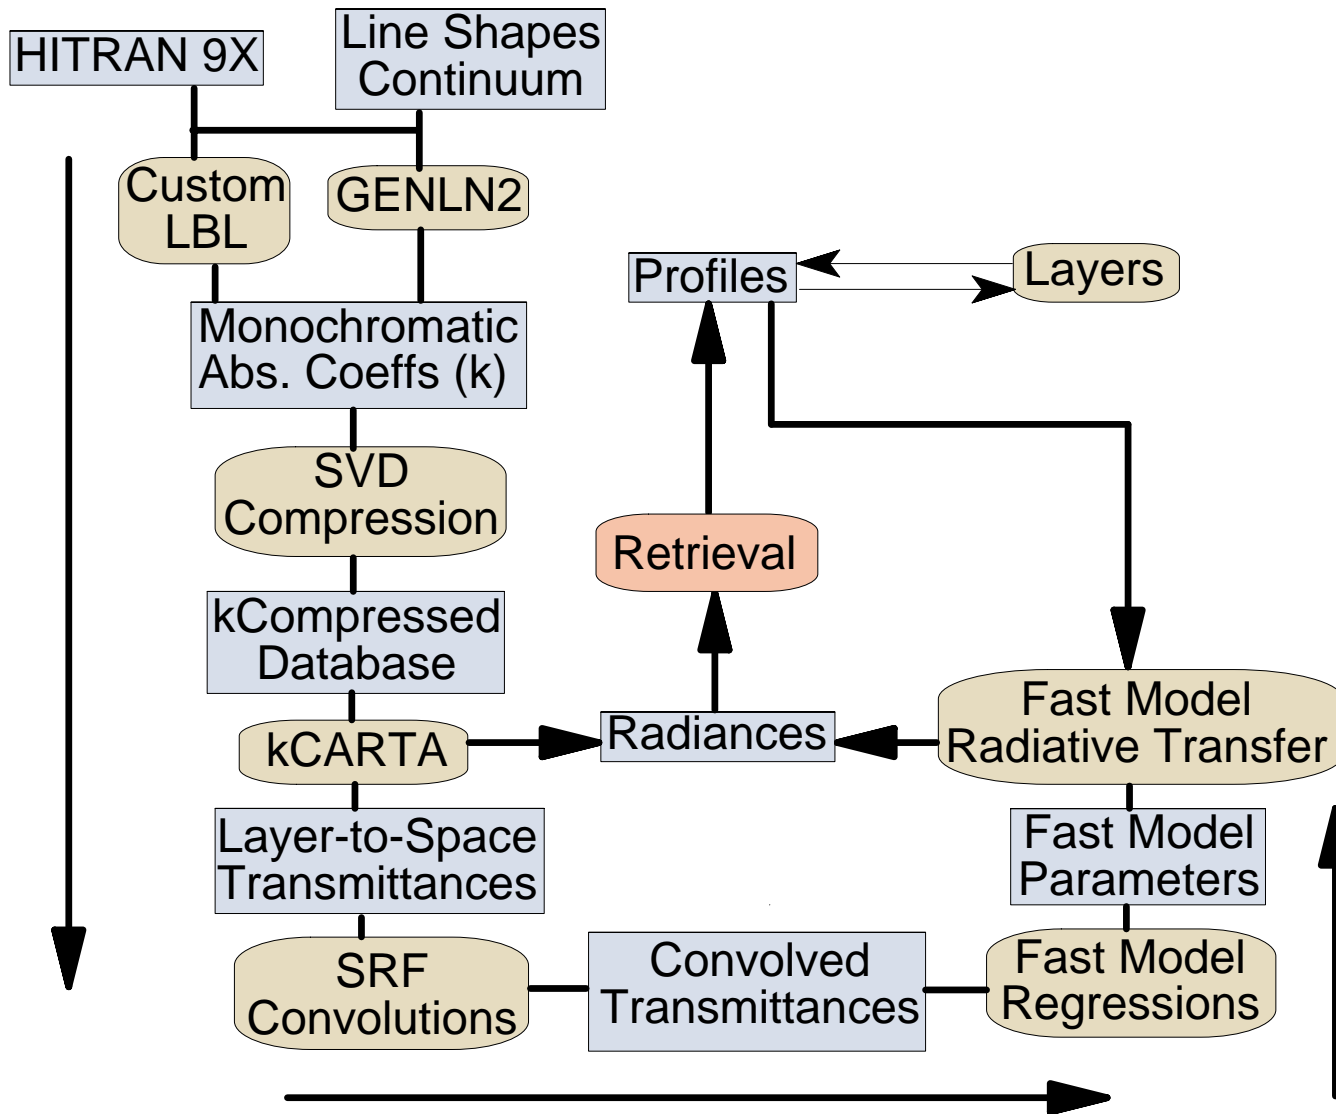 HITRAN 9X
Line Shapes
Continuum
Custom
LBL
GENLN2
Profiles
Layers
Monochromatic
Abs. Coeffs (k)
SVD
Compression
Retrieval
kCompressed
Database
kCARTA
Radiances
Fast Model
Radiative Transfer
Layer-to-Space
Transmittances
Fast Model
Parameters
SRF
Convolutions
Convolved
Transmittances
Fast Model
Regressions